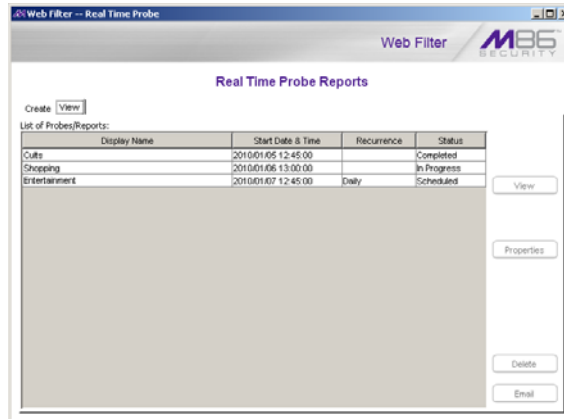 Web Filter -- Real Time Probe
Web Filter
M86
SECURITY
Real Time Probe Reports
Create View
List of Probes/Reports:
Display Name Start Date & Time Recurrence Status
Cults 2010/01/05 12:45:00 Completed
Shopping 2010/01/06 13:00:00 In Progress
Entertainment 2010/01/07 12:45:00 Daily Scheduled
View
Properties
Delete
Email